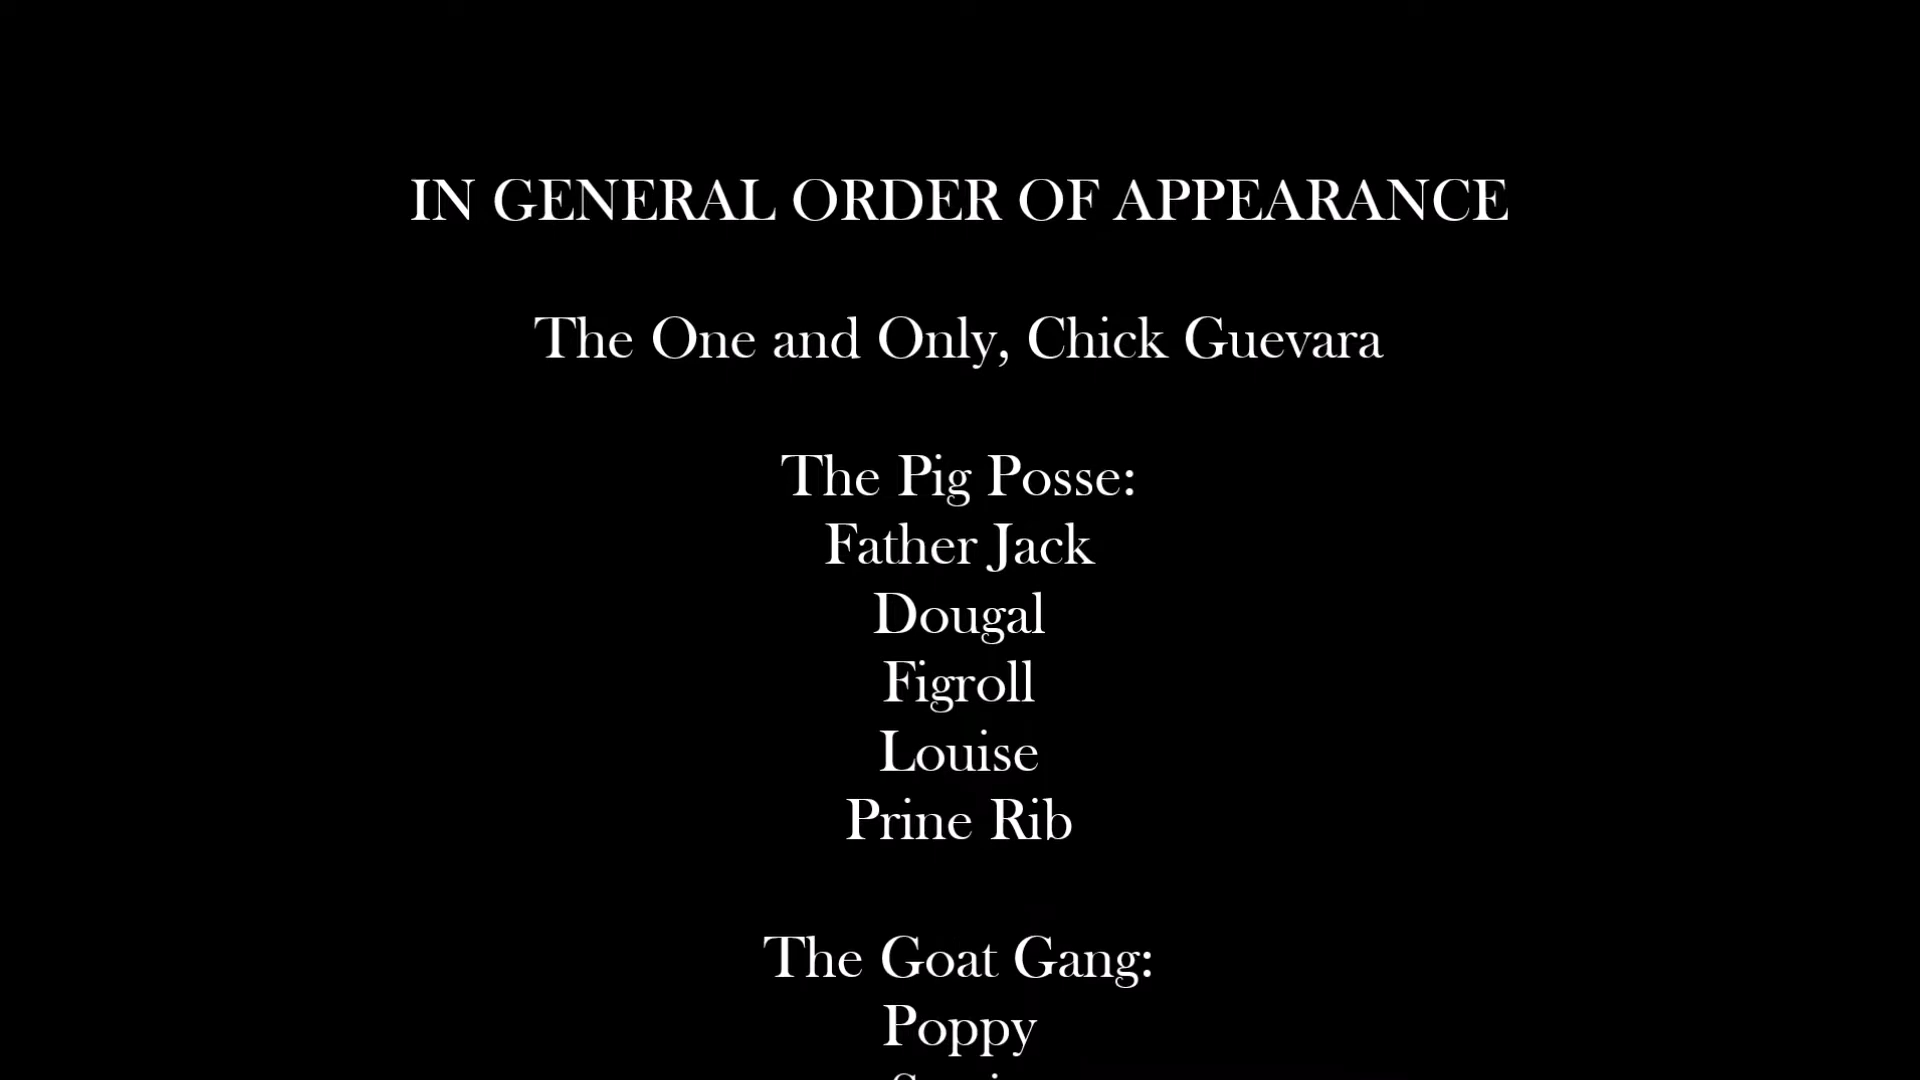 IN GENERAL ORDER OF APPEARANCE
The One and Only, Chick Guevara
The Pig Posse:
Father Jack
Dougal
Figroll
Louise
Prine Rib
The Goat Gang:
Poppy